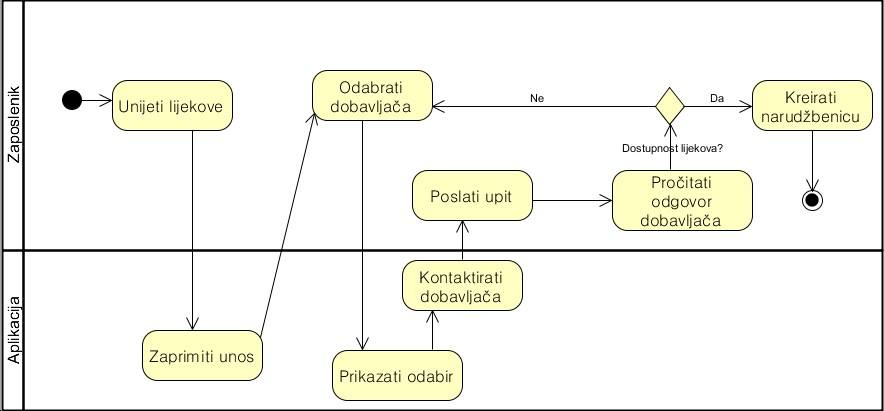 Zaposlenik
Unijeti lijekove
Odabrati
dobavljača
Ne
Da
Kreirati
narudžbenicu
Dostupnost lijekova?
Poslati upit
Pročitati
odgovor
dobavljača
Aplikacija
Kontaktirati
dobavljača
Zaprimiti unos
Prikazati odabir